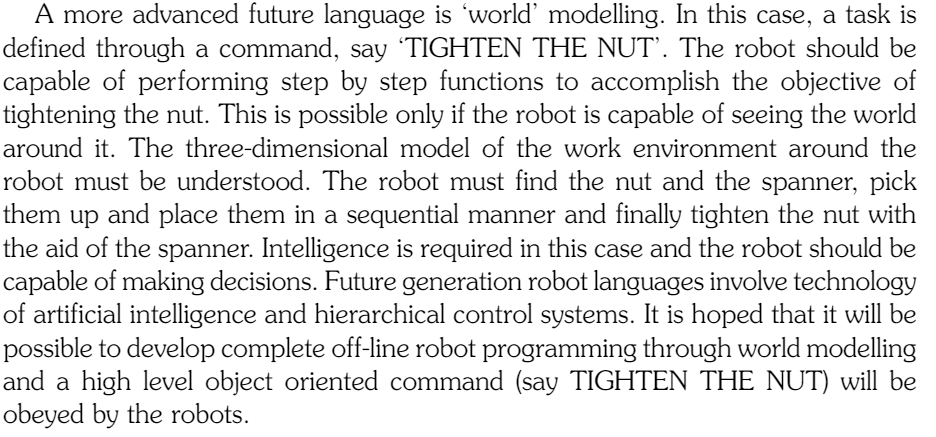 A more advanced future language is ‘world’ modelling. In this case, a task is
defined through a command, say ‘TIGHTEN THE NUT’. The robot should be
capable of performing step by step functions to accomplish the objective of
tightening the nut. This is possible only if the robot is capable of seeing the world
around it. The three-dimensional model of the work environment around the
robot must be understood. The robot must find the nut and the spanner, pick
them up and place them in a sequential manner and finally tighten the nut with
the aid of the spanner. Intelligence is required in this case and the robot should be
capable of making decisions. Future generation robot languages involve technology
of artificial intelligence and hierarchical control systems. It is hoped that it will be
possible to develop complete off-line robot programming through world modelling
and a high level object oriented command (say TIGHTEN THE NUT) will be
obeyed by the robots.